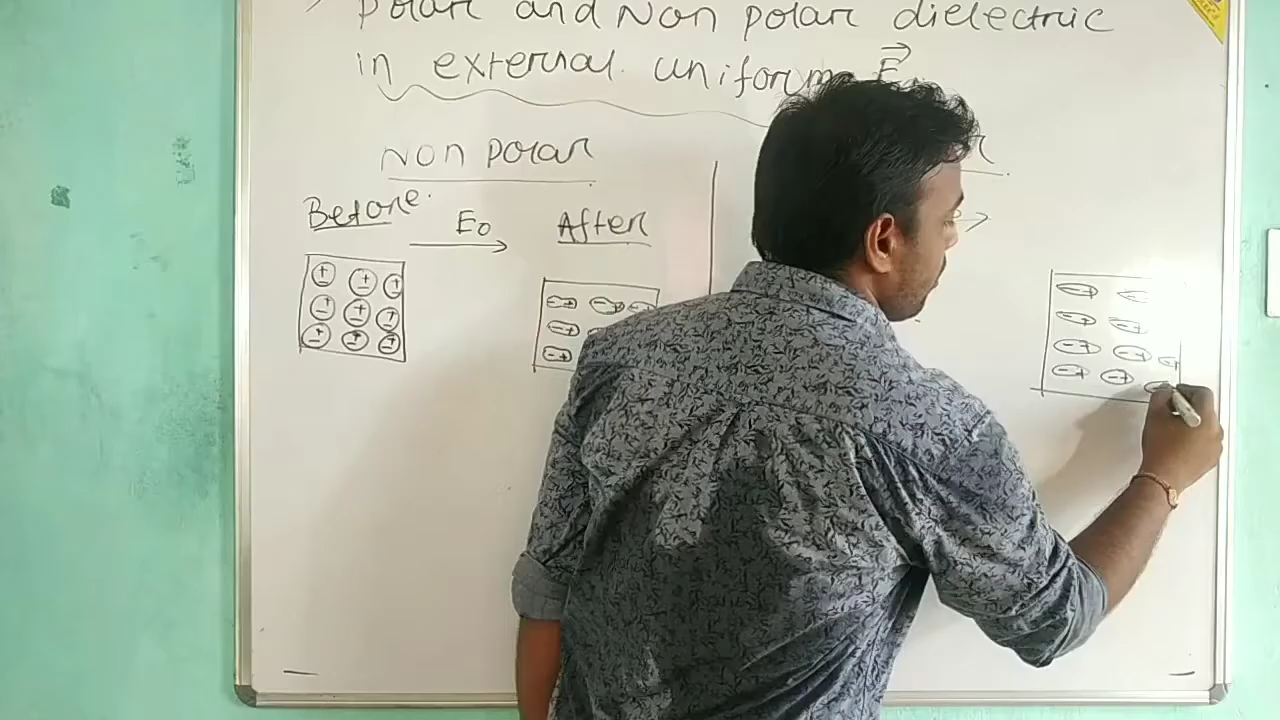 Polar and Non polar dielectric
in external uniform E
Non Polar
Before
E₀
After